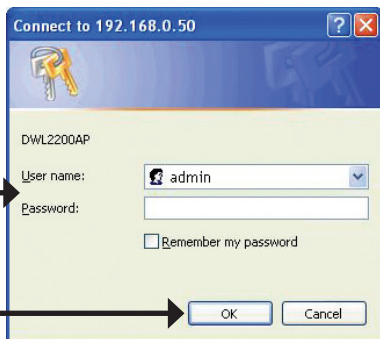 Connect to 192.168.0.50
DWL2200AP
User name:
admin
Password:
Remember my password
OK
Cancel